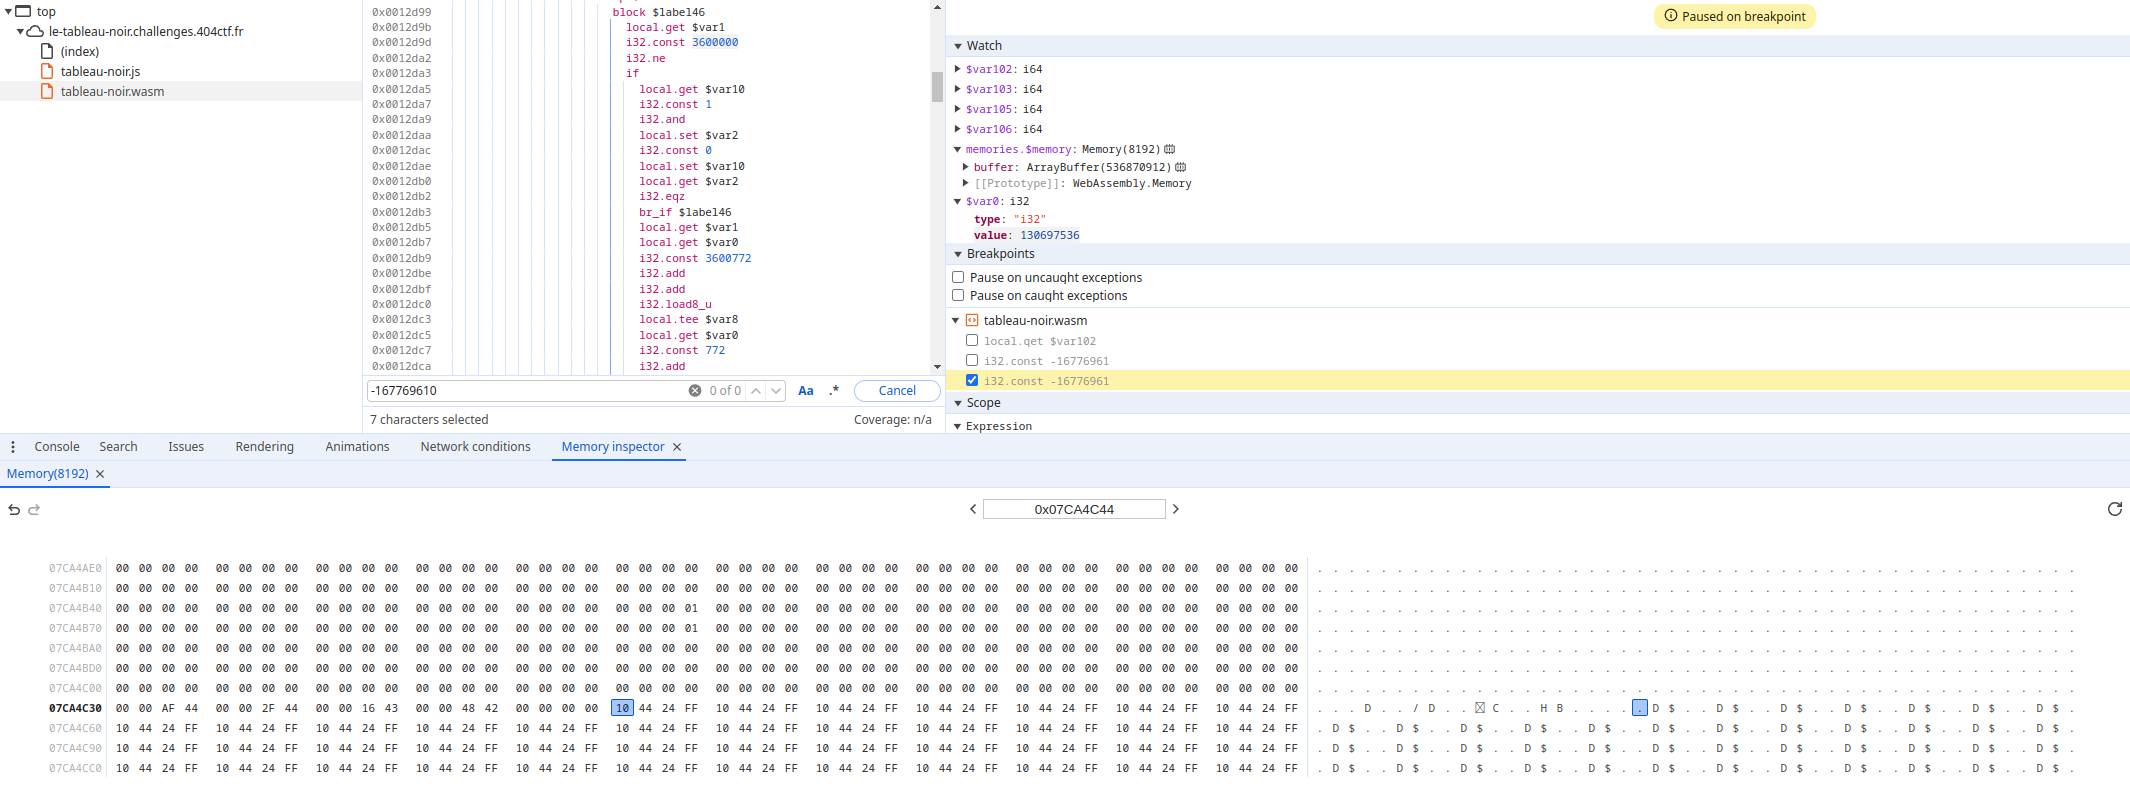 top
le-tableau-noir.challenges.404ctf.fr
(index)
tableau-noir.js
tableau-noir.wasm
0x0012d99 block $label46
0x0012d9b local.get $var1
0x0012d9d i32.const 3600000
0x0012da2 i32.ne
0x0012da3 if
0x0012da5 local.get $var10
0x0012da7 i32.const 1
0x0012da9 i32.and
0x0012daa local.set $var2
0x0012dac i32.const 0
0x0012dae local.set $var10
0x0012db0 local.get $var2
0x0012db2 i32.eqz
0x0012db3 br_if $label46
0x0012db5 local.get $var1
0x0012db7 local.get $var0
0x0012db9 i32.const 3600772
0x0012dbe i32.add
0x0012dbf i32.add
0x0012dc0 i32.load8_u
0x0012dc3 local.tee $var8
0x0012dc5 local.get $var0
0x0012dc7 i32.const 772
0x0012dca i32.add
-167769610 0 of 0 Aa .* Cancel
7 characters selected Coverage: n/a
Paused on breakpoint
Watch
$var102: i64
$var103: i64
$var105: i64
$var106: i64
memories.$memory: Memory(8192)
buffer: ArrayBuffer(536870912)
[[Prototype]]: WebAssembly.Memory
$var0: i32
type: "i32"
value: 130697536
Breakpoints
Pause on uncaught exceptions
Pause on caught exceptions
tableau-noir.wasm
local.get $var102
i32.const -16776961
i32.const -16776961
Scope
Expression
Console Search Issues Rendering Animations Network conditions Memory inspector
Memory(8192)
0x07CA4C44
07CA4AE0 00 00 00 00 00 00 00 00 00 00 00 00 00 00 00 00 00 00 00 00 00 00 00 00 00 00 00 00 00 00 00 00 00 00 00 00 00 00 00 00 00 00 00 00 00 00 00 00 . . . . . . . . . . . . . . . . . . . . . . . . . . . . . . . . . . . . . . . . . . . . . . . .
07CA4B10 00 00 00 00 00 00 00 00 00 00 00 00 00 00 00 00 00 00 00 00 00 00 00 00 00 00 00 00 00 00 00 00 00 00 00 00 00 00 00 00 00 00 00 00 00 00 00 00 . . . . . . . . . . . . . . . . . . . . . . . . . . . . . . . . . . . . . . . . . . . . . . . .
07CA4B40 00 00 00 00 00 00 00 00 00 00 00 00 00 00 00 00 00 00 00 00 00 00 00 01 00 00 00 00 00 00 00 00 00 00 00 00 00 00 00 00 00 00 00 00 00 00 00 00 . . . . . . . . . . . . . . . . . . . . . . . . . . . . . . . . . . . . . . . . . . . . . . . .
07CA4B70 00 00 00 00 00 00 00 00 00 00 00 00 00 00 00 00 00 00 00 00 00 00 00 01 00 00 00 00 00 00 00 00 00 00 00 00 00 00 00 00 00 00 00 00 00 00 00 00 . . . . . . . . . . . . . . . . . . . . . . . . . . . . . . . . . . . . . . . . . . . . . . . .
07CA4BA0 00 00 00 00 00 00 00 00 00 00 00 00 00 00 00 00 00 00 00 00 00 00 00 00 00 00 00 00 00 00 00 00 00 00 00 00 00 00 00 00 00 00 00 00 00 00 00 00 . . . . . . . . . . . . . . . . . . . . . . . . . . . . . . . . . . . . . . . . . . . . . . . .
07CA4BD0 00 00 00 00 00 00 00 00 00 00 00 00 00 00 00 00 00 00 00 00 00 00 00 00 00 00 00 00 00 00 00 00 00 00 00 00 00 00 00 00 00 00 00 00 00 00 00 00 . . . . . . . . . . . . . . . . . . . . . . . . . . . . . . . . . . . . . . . . . . . . . . . .
07CA4C00 00 00 00 00 00 00 00 00 00 00 00 00 00 00 00 00 00 00 00 00 00 00 00 00 00 00 00 00 00 00 00 00 00 00 00 00 00 00 00 00 00 00 00 00 00 00 00 00 . . . . . . . . . . . . . . . . . . . . . . . . . . . . . . . . . . . . . . . . . . . . . . . .
07CA4C30 00 00 AF 44 00 00 2F 44 00 00 16 43 00 00 48 42 00 00 00 00 10 44 24 FF 10 44 24 FF 10 44 24 FF 10 44 24 FF 10 44 24 FF 10 44 24 FF 10 44 24 FF . . . D . . / D . . C . . H B . . . . . D $ . . D $ . . D $ . . D $ . . D $ . . D $ . . D $ .
07CA4C60 10 44 24 FF 10 44 24 FF 10 44 24 FF 10 44 24 FF 10 44 24 FF 10 44 24 FF 10 44 24 FF 10 44 24 FF 10 44 24 FF 10 44 24 FF 10 44 24 FF 10 44 24 FF . D $ . . D $ . . D $ . . D $ . . D $ . . D $ . . D $ . . D $ . . D $ . . D $ . . D $ . . D $ .
07CA4C90 10 44 24 FF 10 44 24 FF 10 44 24 FF 10 44 24 FF 10 44 24 FF 10 44 24 FF 10 44 24 FF 10 44 24 FF 10 44 24 FF 10 44 24 FF 10 44 24 FF 10 44 24 FF . D $ . . D $ . . D $ . . D $ . . D $ . . D $ . . D $ . . D $ . . D $ . . D $ . . D $ . . D $ .
07CA4CC0 10 44 24 FF 10 44 24 FF 10 44 24 FF 10 44 24 FF 10 44 24 FF 10 44 24 FF 10 44 24 FF 10 44 24 FF 10 44 24 FF 10 44 24 FF 10 44 24 FF 10 44 24 FF . D $ . . D $ . . D $ . . D $ . . D $ . . D $ . . D $ . . D $ . . D $ . . D $ . . D $ . . D $ .